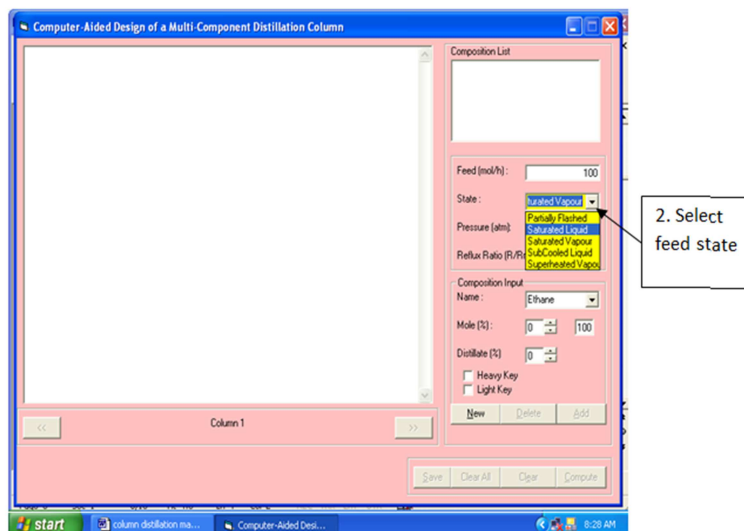 Computer-Aided Design of a Multi-Component Distillation Column
Composition List
Feed (mol/h) : 100
State : turated Vapour
Partially Flashed
Saturated Liquid
Saturated Vapour
SubCooled Liquid
Superheated Vapou
Pressure (atm):
Reflux Ratio (R/Rr
2. Select
feed state
Composition Input
Name : Ethane
Mole (%) : 0 100
Distillate (%) 0
Heavy Key
Light Key
New Delete Add
<< Column 1 >>
Save Clear All Clear Compute
start column distillation ma... Computer-Aided Desi... 8:28 AM